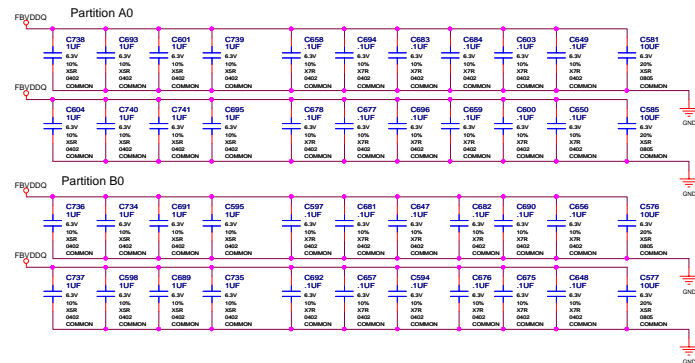 Partition A0
FBVDDQ
C738 C693 C601 C739 C658 C694 C683 C684 C603 C649 C581
1UF 1UF 1UF 1UF .1UF .1UF .1UF .1UF .1UF .1UF 10UF
6.3V 6.3V 6.3V 6.3V 6.3V 6.3V 6.3V 6.3V 6.3V 6.3V 6.3V
10% 10% 10% 10% 10% 10% 10% 10% 10% 10% 20%
X5R X5R X5R X5R X7R X7R X7R X7R X7R X7R X5R
0402 0402 0402 0402 0402 0402 0402 0402 0402 0402 0805
COMMON COMMON COMMON COMMON COMMON COMMON COMMON COMMON COMMON COMMON COMMON
FBVDDQ
GND
C604 C740 C741 C695 C678 C677 C696 C659 C600 C650 C585
1UF 1UF 1UF 1UF .1UF .1UF .1UF .1UF .1UF .1UF 10UF
6.3V 6.3V 6.3V 6.3V 6.3V 6.3V 6.3V 6.3V 6.3V 6.3V 6.3V
10% 10% 10% 10% 10% 10% 10% 10% 10% 10% 20%
X5R X5R X5R X5R X7R X7R X7R X7R X7R X7R X5R
0402 0402 0402 0402 0402 0402 0402 0402 0402 0402 0805
COMMON COMMON COMMON COMMON COMMON COMMON COMMON COMMON COMMON COMMON COMMON
GND
Partition B0
FBVDDQ
C736 C734 C691 C595 C597 C681 C647 C682 C690 C656 C576
1UF 1UF 1UF 1UF .1UF .1UF .1UF .1UF .1UF .1UF 10UF
6.3V 6.3V 6.3V 6.3V 6.3V 6.3V 6.3V 6.3V 6.3V 6.3V 6.3V
10% 10% 10% 10% 10% 10% 10% 10% 10% 10% 20%
X5R X5R X5R X5R X7R X7R X7R X7R X7R X7R X5R
0402 0402 0402 0402 0402 0402 0402 0402 0402 0402 0805
COMMON COMMON COMMON COMMON COMMON COMMON COMMON COMMON COMMON COMMON COMMON
FBVDDQ
GND
C737 C598 C689 C735 C692 C657 C594 C676 C675 C648 C577
1UF 1UF 1UF 1UF .1UF .1UF .1UF .1UF .1UF .1UF 10UF
6.3V 6.3V 6.3V 6.3V 6.3V 6.3V 6.3V 6.3V 6.3V 6.3V 6.3V
10% 10% 10% 10% 10% 10% 10% 10% 10% 10% 20%
X5R X5R X5R X5R X7R X7R X7R X7R X7R X7R X5R
0402 0402 0402 0402 0402 0402 0402 0402 0402 0402 0805
COMMON COMMON COMMON COMMON COMMON COMMON COMMON COMMON COMMON COMMON COMMON
GND